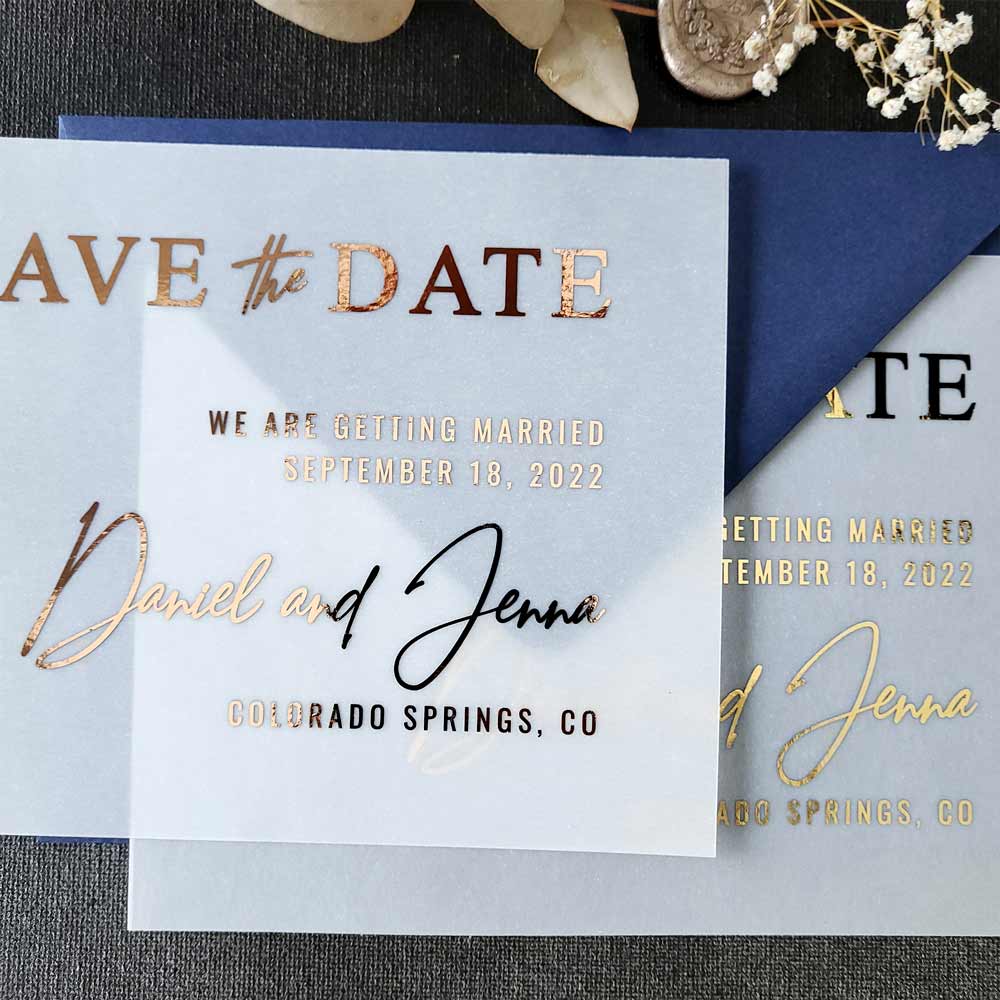 AVE the DATE
WE ARE GETTING MARRIED
SEPTEMBER 18, 2022
Daniel and Jenna
COLORADO SPRINGS, CO
ATE
GETTING MARRIED
TEMBER 18, 2022
d Jenna
ADO SPRINGS, CO